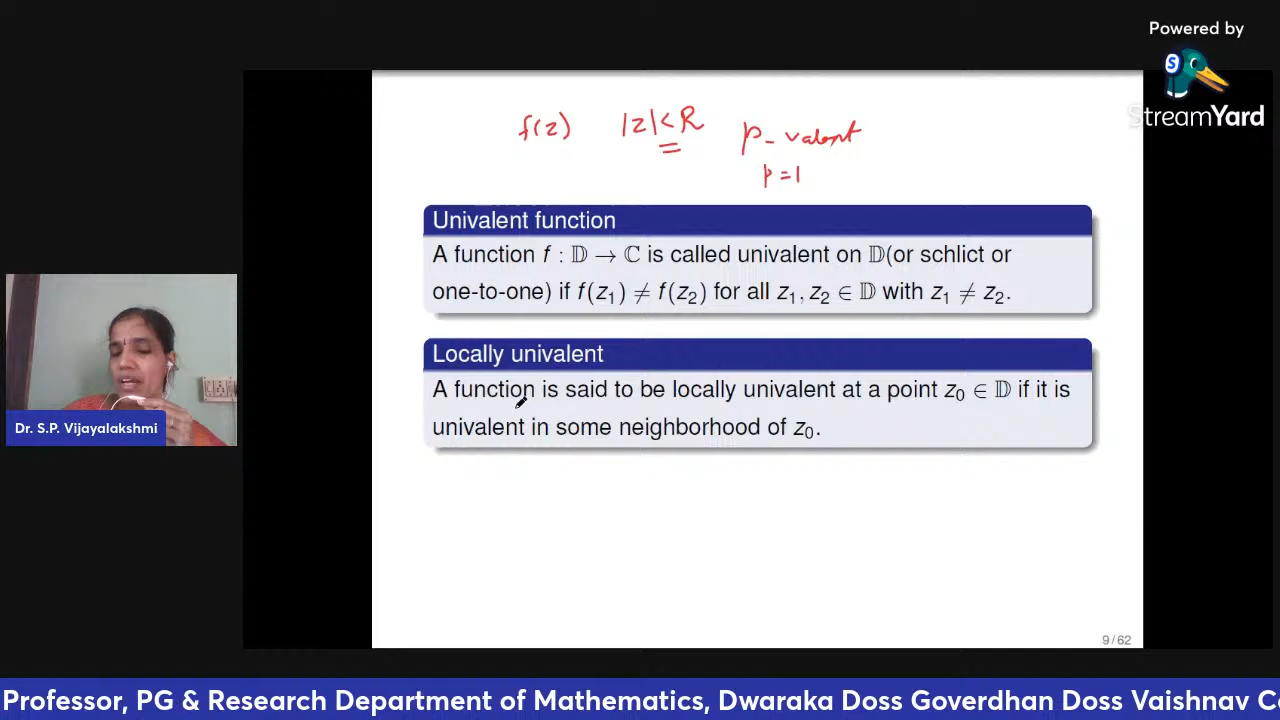 Powered by
StreamYard
f(z) |z|<R p-valent
p=1
Univalent function
A function f : 𝔻 → ℂ is called univalent on 𝔻(or schlict or
one-to-one) if f(z₁) ≠ f(z₂) for all z₁, z₂ ∈ 𝔻 with z₁ ≠ z₂.
Locally univalent
A function is said to be locally univalent at a point z₀ ∈ 𝔻 if it is
univalent in some neighborhood of z₀.
Dr. S.P. Vijayalakshmi
9/62
Professor, PG & Research Department of Mathematics, Dwaraka Doss Goverdhan Doss Vaishnav